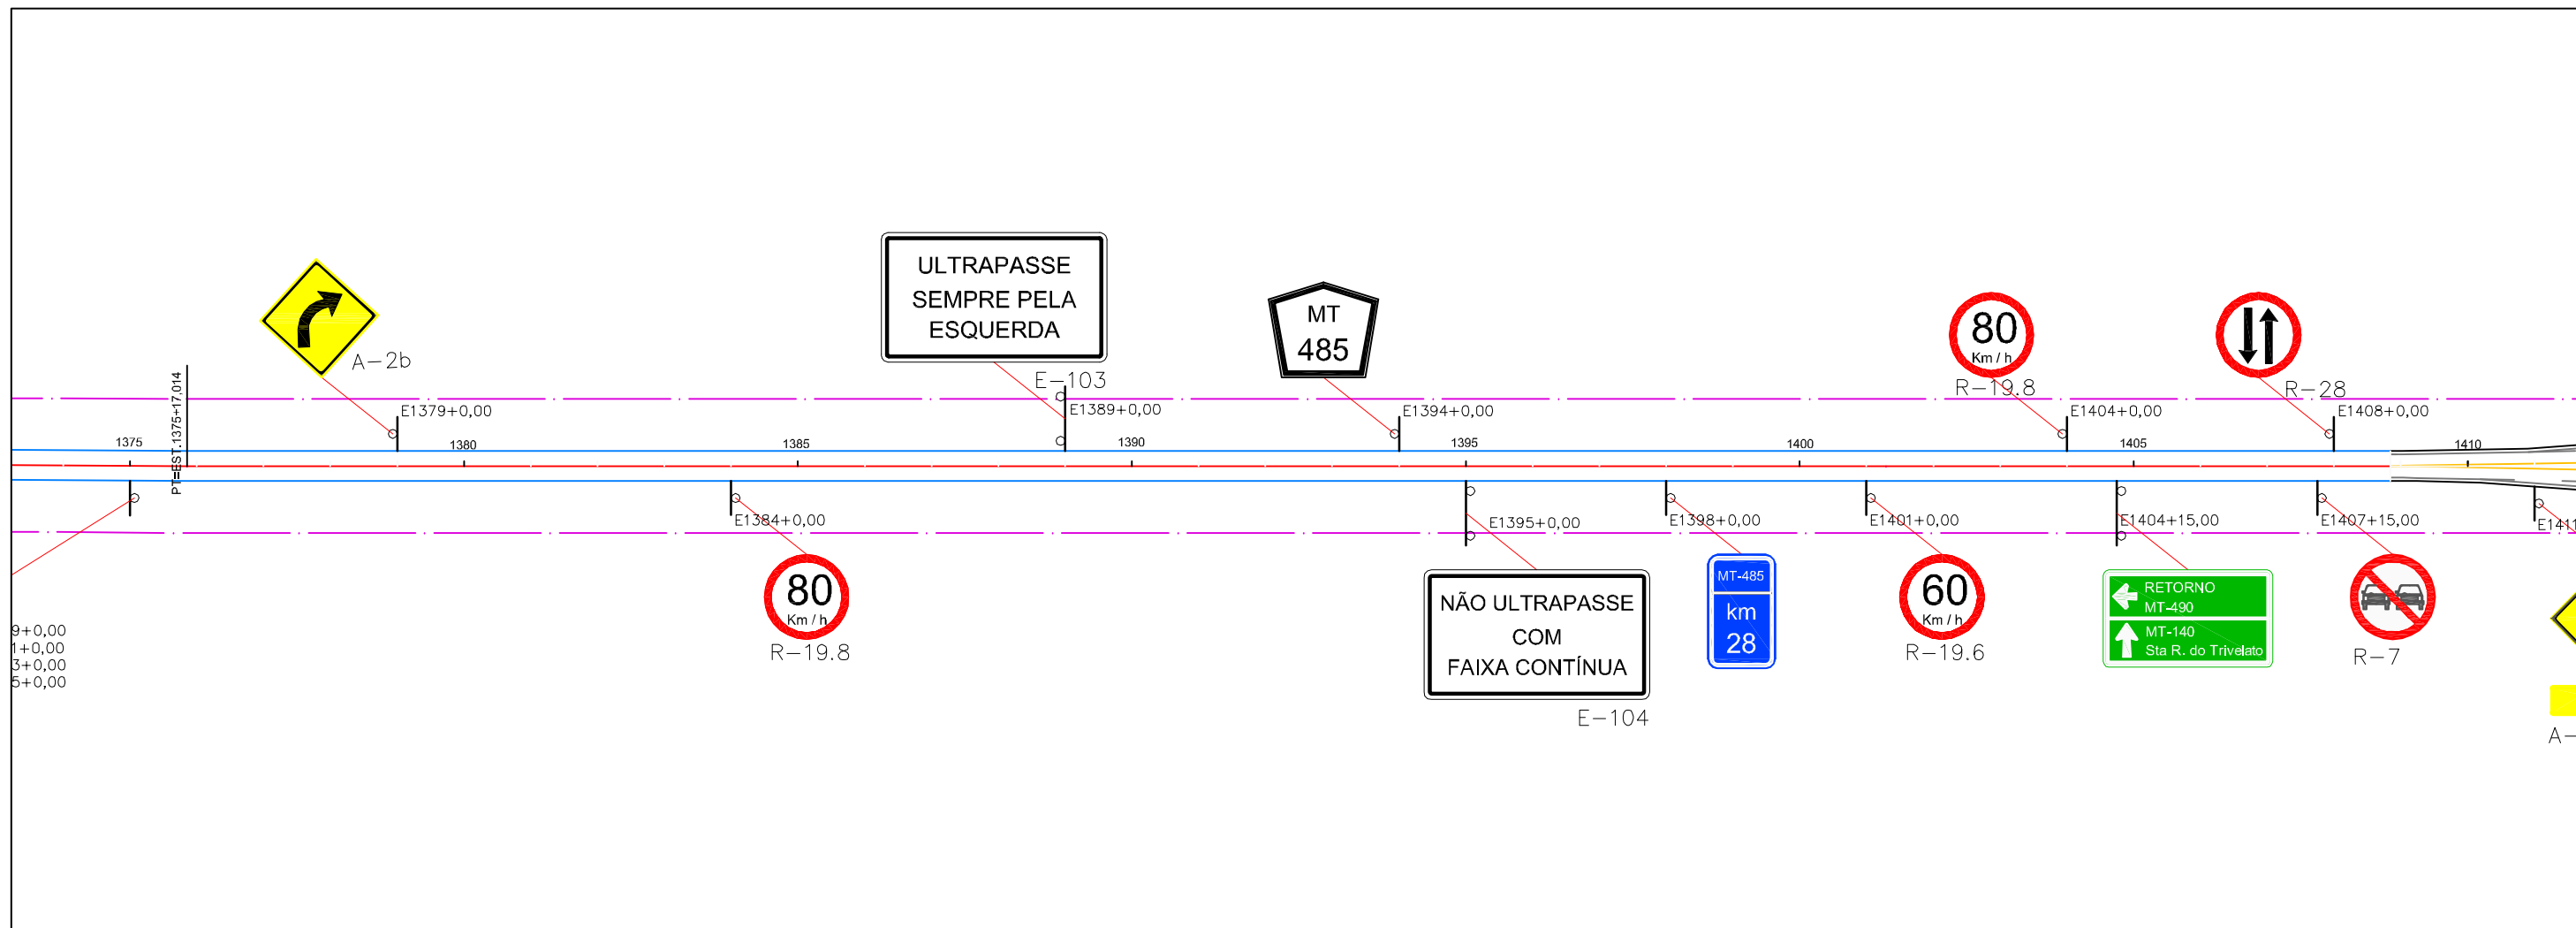 ULTRAPASSE
SEMPRE PELA
ESQUERDA
E-103
A-2b
MT
485
80
Km / h
R-19.8
R-28
PT=EST.1375+17,014
E1379+0,00
E1389+0,00
E1394+0,00
E1404+0,00
E1408+0,00
1375
1380
1385
1390
1395
1400
1405
1410
E1384+0,00
E1395+0,00
E1398+0,00
E1401+0,00
E1404+15,00
E1407+15,00
E1411
80
Km / h
R-19.8
NÃO ULTRAPASSE
COM
FAIXA CONTÍNUA
E-104
MT-485
km
28
60
Km / h
R-19.6
RETORNO
MT-490
MT-140
Sta R. do Trivelato
R-7
9+0,00
1+0,00
3+0,00
5+0,00
A-